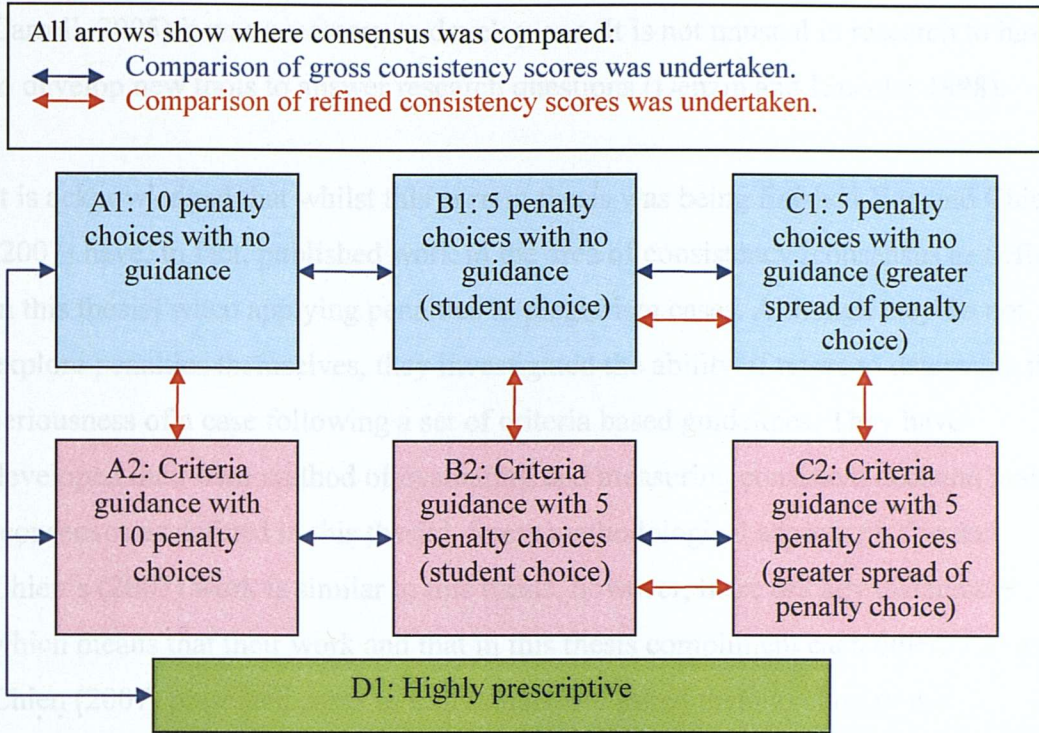 All arrows show where consensus was compared:
Comparison of gross consistency scores was undertaken.
Comparison of refined consistency scores was undertaken.
A1: 10 penalty
choices with no
guidance
B1: 5 penalty
choices with no
guidance
(student choice)
C1: 5 penalty
choices with no
guidance (greater
spread of penalty
choice)
A2: Criteria
guidance with
10 penalty
choices
B2: Criteria
guidance with 5
penalty choices
(student choice)
C2: Criteria
guidance with 5
penalty choices
(greater spread of
penalty choice)
D1: Highly prescriptive